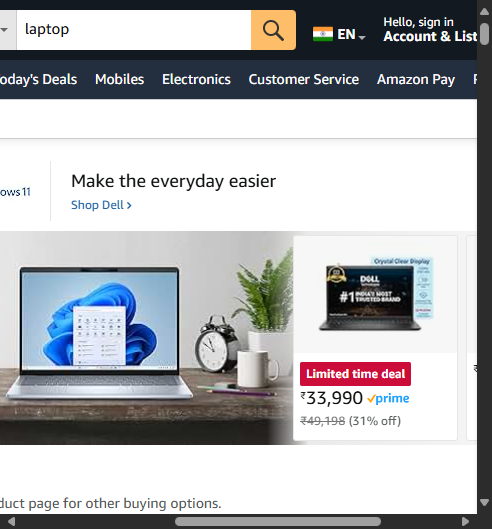 laptop
EN
Hello, sign in
Account & List
oday's Deals Mobiles Electronics Customer Service Amazon Pay
ows 11
Make the everyday easier
Shop Dell ›
Crystal Clear Display
DELL
Technologies
#1 INDIA'S MOST
TRUSTED BRAND
Limited time deal
₹33,990 prime
₹49,198 (31% off)
duct page for other buying options.